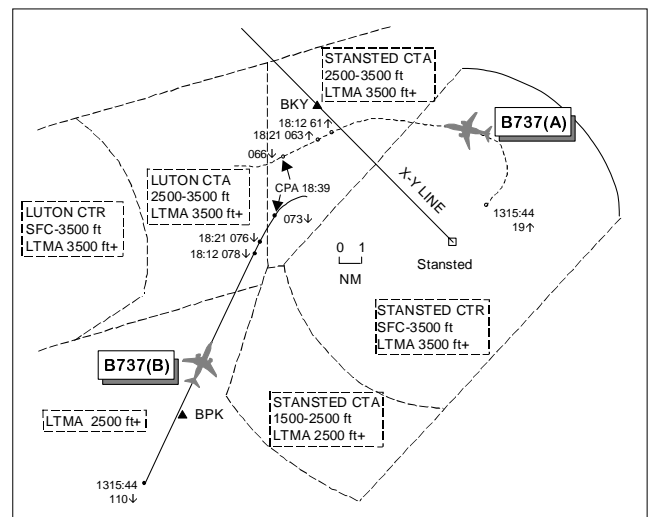 STANSTED CTA
2500-3500 ft
LTMA 3500 ft+
BKY
18:12 61↑
18:21 063↑
066↓
B737(A)
X-Y LINE
LUTON CTA
2500-3500 ft
LTMA 3500 ft+
CPA 18:39
073↓
LUTON CTR
SFC-3500 ft
LTMA 3500 ft+
1315:44
19↑
18:21 076↓
18:12 078↓
0 1
NM
Stansted
STANSTED CTR
SFC-3500 ft
LTMA 3500 ft+
B737(B)
STANSTED CTA
1500-2500 ft
LTMA 2500 ft+
LTMA 2500 ft+
BPK
1315:44
110↓